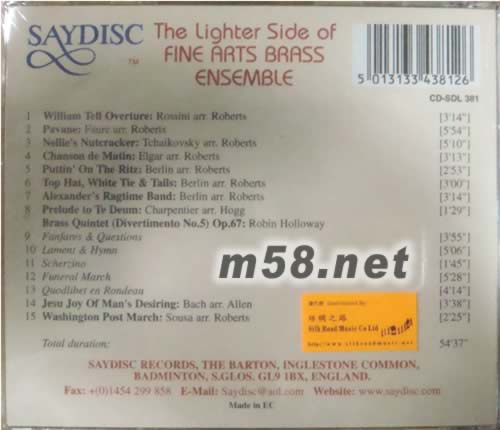 SAYDISC
TM
The Lighter Side of
FINE ARTS BRASS
ENSEMBLE
5 013133 438126
CD-SDL 381
1 William Tell Overture: Rossini arr. Roberts [3'14"]
2 Pavane: Faure arr. Roberts [5'54"]
3 Nellie's Nutcracker: Tchaikovsky arr. Roberts [5'10"]
4 Chanson de Matin: Elgar arr. Roberts [3'13"]
5 Puttin' On The Ritz: Berlin arr. Roberts [2'53"]
6 Top Hat, White Tie & Tails: Berlin arr. Roberts [3'00"]
7 Alexander's Ragtime Band: Berlin arr. Roberts [3'14"]
8 Prelude to Te Deum: Charpentier arr. Hogg [1'29"]
Brass Quintet (Divertimento No.5) Op.67: Robin Holloway
9 Fanfares & Questions [3'55"]
10 Lament & Hymn [5'06"]
11 Scherzino [1'45"]
12 Funeral March [5'28"]
13 Quodlibet en Rondeau [4'14"]
14 Jesu Joy Of Man's Desiring: Bach arr. Allen [3'38"]
15 Washington Post March: Sousa arr. Roberts [2'25"]
Total duration: 54'37"
m58.net
絲綢之路
Silk Road Music Co Ltd
SAYDISC RECORDS, THE BARTON, INGLESTONE COMMON,
BADMINTON, S.GLOS. GL9 1BX, ENGLAND.
Fax: +(0)1454 299 858 E-Mail: Saydisc@aol.com Website: www.saydisc.com
Made in EC